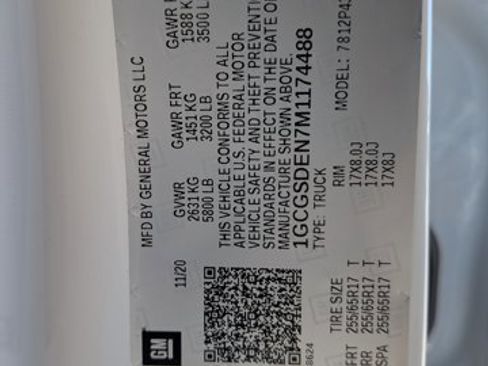 GM
11/20
MFD BY GENERAL MOTORS LLC
GVWR GAWR FRT GAWR
2631 KG 1451 KG 1588 K
5800 LB 3200 LB 3500 L
THIS VEHICLE CONFORMS TO ALL
APPLICABLE U.S. FEDERAL MOTOR
VEHICLE SAFETY AND THEFT PREVENTI
STANDARDS IN EFFECT ON THE DATE O
MANUFACTURE SHOWN ABOVE.
1GCGSDEN7M1174488
8624
TYPE: TRUCK MODEL: 7812P4
TIRE SIZE RIM
FRT 255/65R17 T 17X8.0J
RR 255/65R17 T 17X8.0J
SPA 255/65R17 T 17X8J